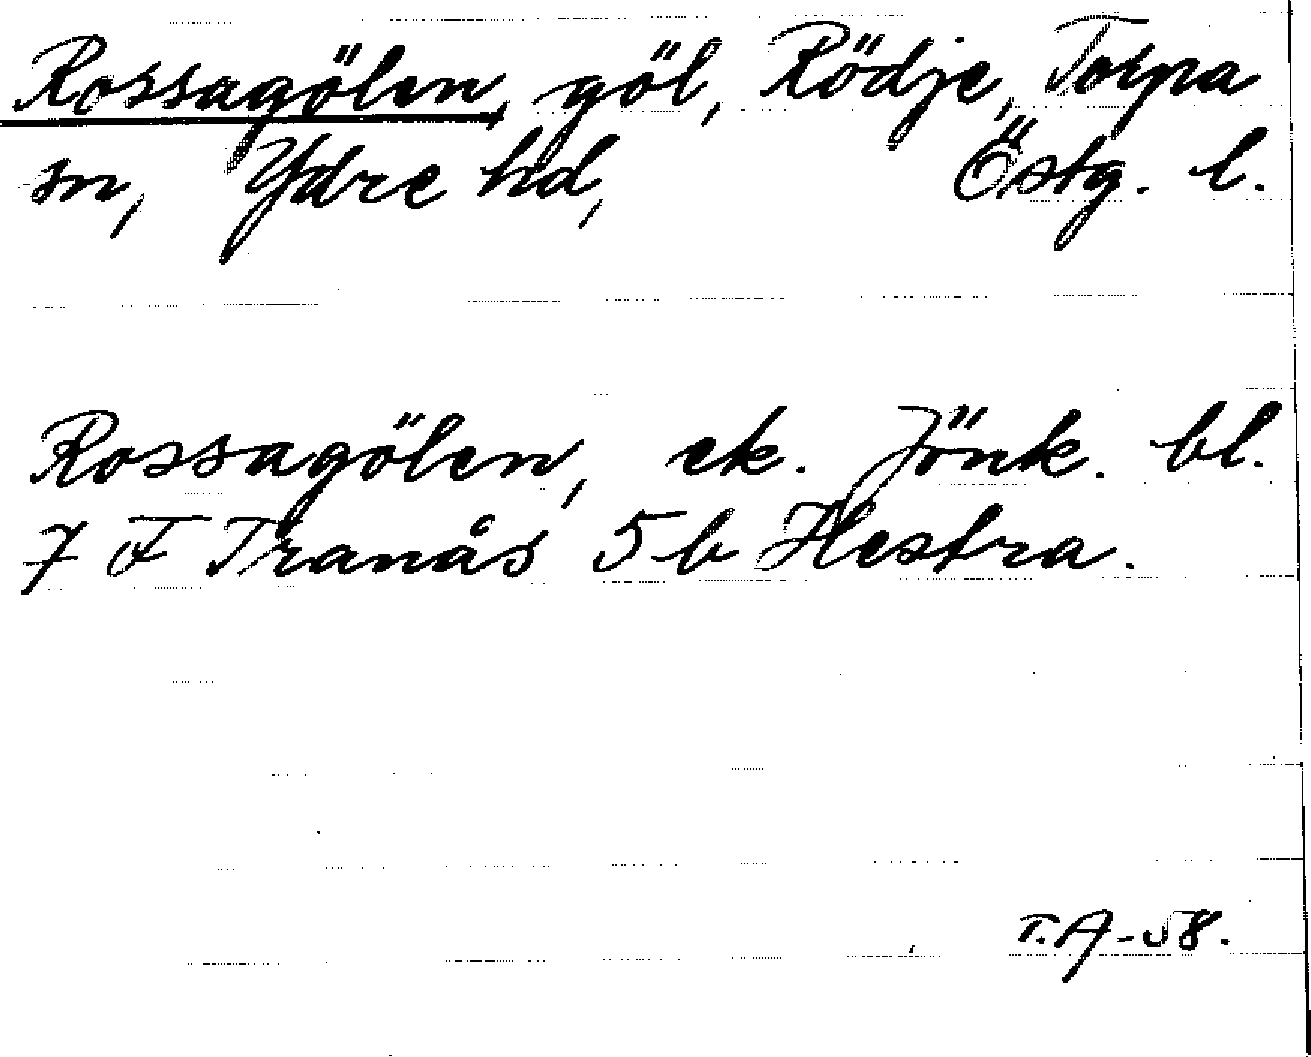 Rossagölen, göl, Rödje, Torpa
sn, Ydre hd, Östg. l.
Rossagölen, ek. Jönk. bl.
7 F Tranås 5 b Hestra.
T.A-58.